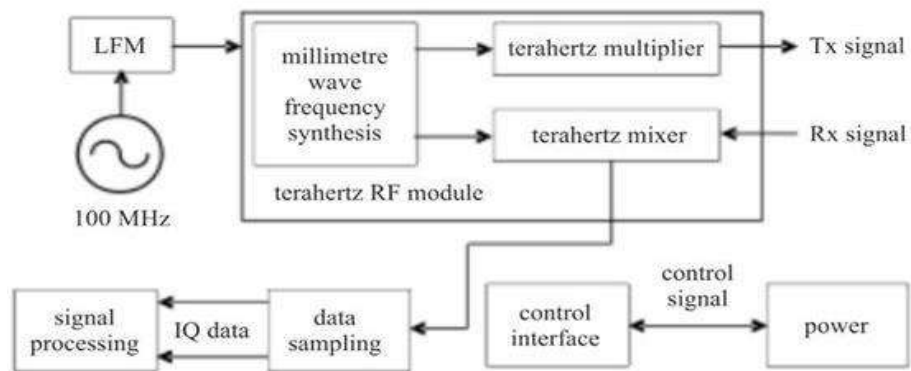 LFM
100 MHz
millimetre
wave
frequency
synthesis
terahertz multiplier
terahertz mixer
terahertz RF module
Tx signal
Rx signal
signal
processing
IQ data
data
sampling
control
interface
control
signal
power